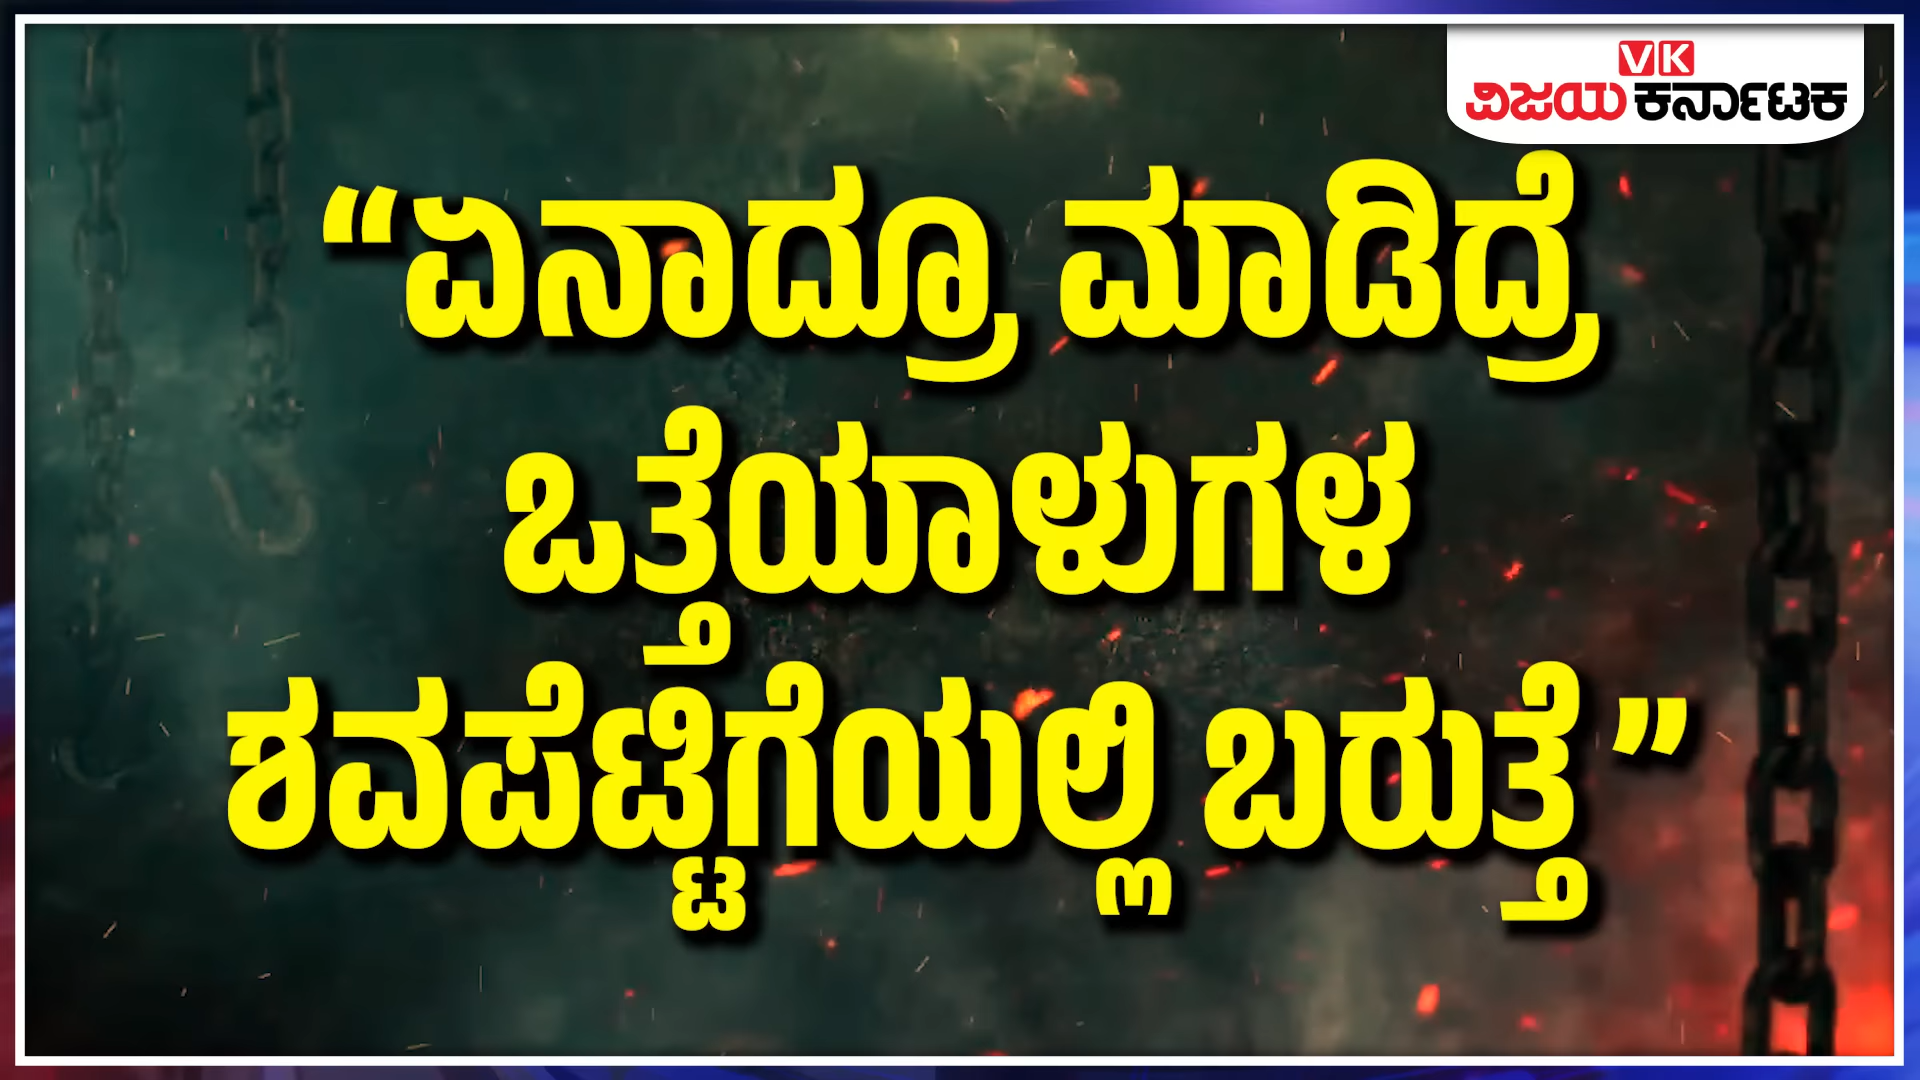 VK
ವಿಜಯ ಕರ್ನಾಟಕ
“ಏನಾದ್ರೂ ಮಾಡಿದ್ರೆ
ಒತ್ತೆಯಾಳುಗಳ
ಶವಪೆಟ್ಟಿಗೆಯಲ್ಲಿ ಬರುತ್ತೆ”